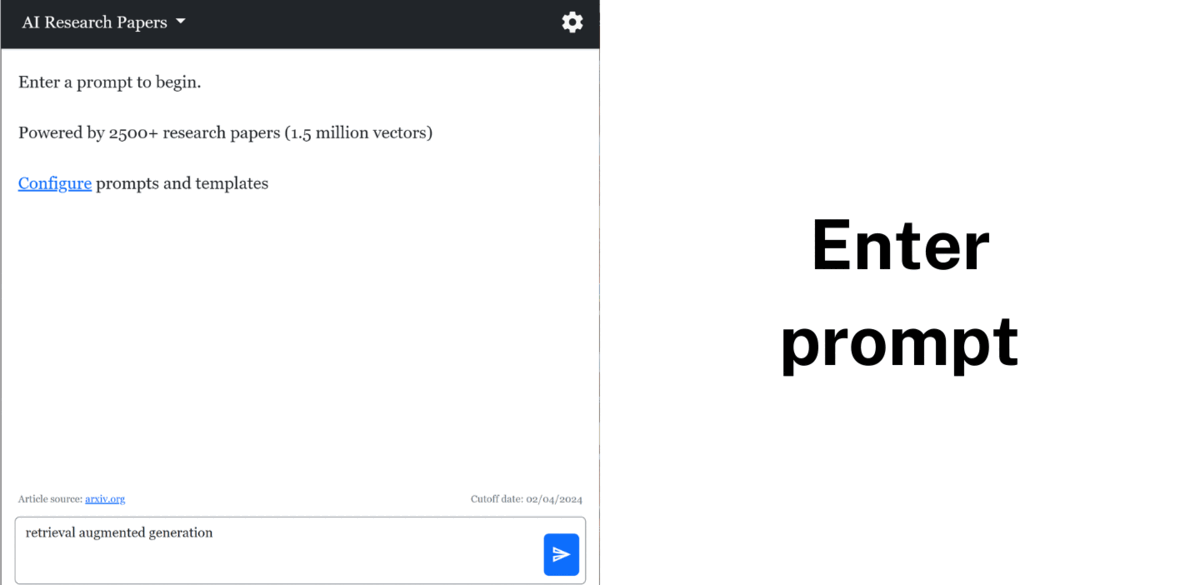 AI Research Papers
Enter a prompt to begin.
Powered by 2500+ research papers (1.5 million vectors)
Configure prompts and templates
Article source: arxiv.org
Cutoff date: 02/04/2024
retrieval augmented generation
Enter
prompt